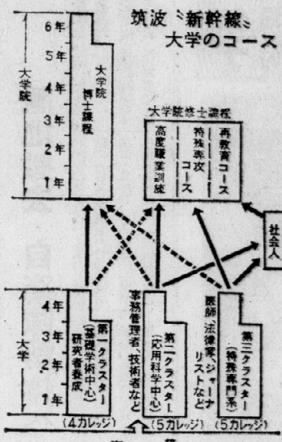 筑波〝新幹線〟
大学のコース
6年
5
4
3
2
1年
大学院
大学院
博士課程
大学院修士課程
再教育コース
特殊専攻
コース
高度職業訓練
社会人
4年
3
2
1年
大学
第一クラスター
(基礎学術中心)
研究者養成
(4カレッジ)
第二クラスター
(応用科学中心)
事務管理者、技術者など
(5カレッジ)
第三クラスター
(特殊専門系)
医師、法律家、ジャーナ
リストなど)
(5カレッジ)